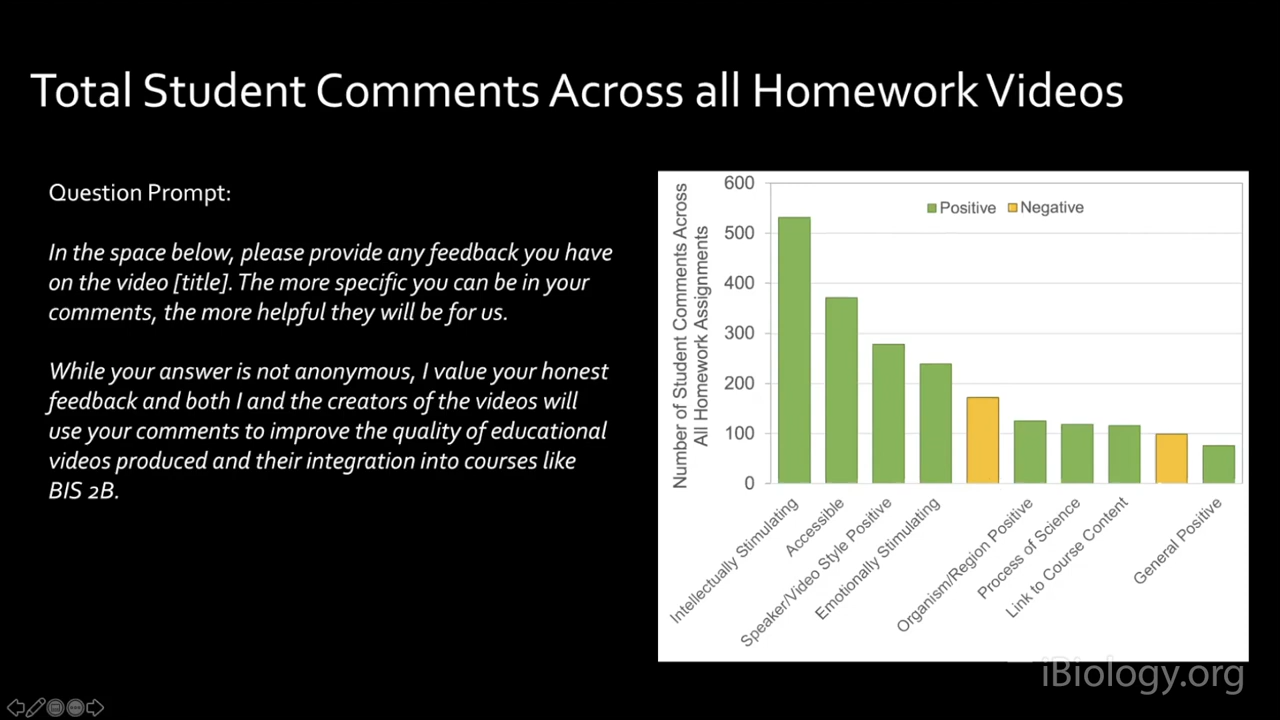 Total Student Comments Across all Homework Videos
Question Prompt:
In the space below, please provide any feedback you have
on the video [title]. The more specific you can be in your
comments, the more helpful they will be for us.
While your answer is not anonymous, I value your honest
feedback and both I and the creators of the videos will
use your comments to improve the quality of educational
videos produced and their integration into courses like
BIS 2B.
Number of Student Comments Across
All Homework Assignments
600
500
400
300
200
100
0
Positive Negative
Intellectually Stimulating
Accessible
Speaker/Video Style Positive
Emotionally Stimulating
Organism/Region Positive
Process of Science
Link to Course Content
General Positive
iBiology.org